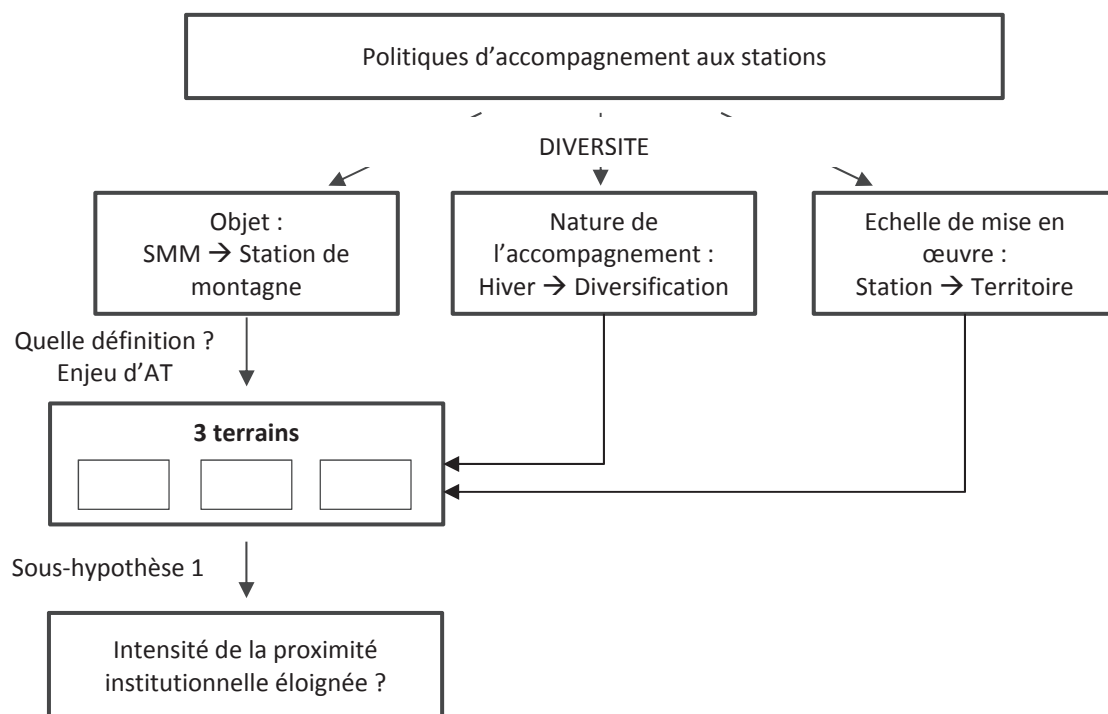 Politiques d’accompagnement aux stations
DIVERSITE
Objet :
SMM → Station de
montagne
Nature de
l’accompagnement :
Hiver → Diversification
Echelle de mise en
œuvre :
Station → Territoire
Quelle définition ?
Enjeu d’AT
3 terrains
Sous-hypothèse 1
Intensité de la proximité
institutionnelle éloignée ?